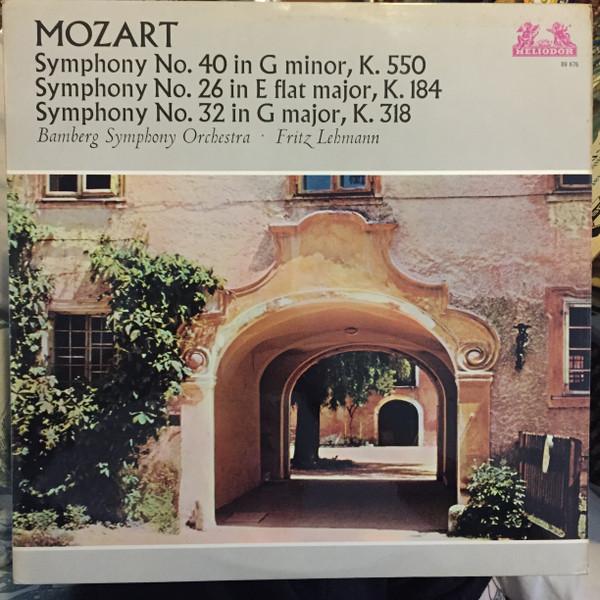 MOZART
Symphony No. 40 in G minor, K. 550
Symphony No. 26 in E flat major, K. 184
Symphony No. 32 in G major, K. 318
Bamberg Symphony Orchestra · Fritz Lehmann
HELIODOR